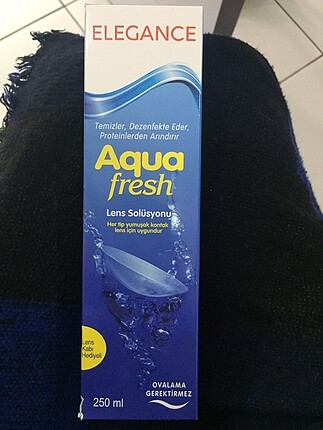 ELEGANCE
Temizler, Dezenfekte Eder,
Proteinlerden Arındırır
Aqua
fresh
Lens Solüsyonu
Her tip yumuşak kontak
lens için uygundur
Lens
Kabı
Hediyeli
OVALAMA
GEREKTİRMEZ
250 ml